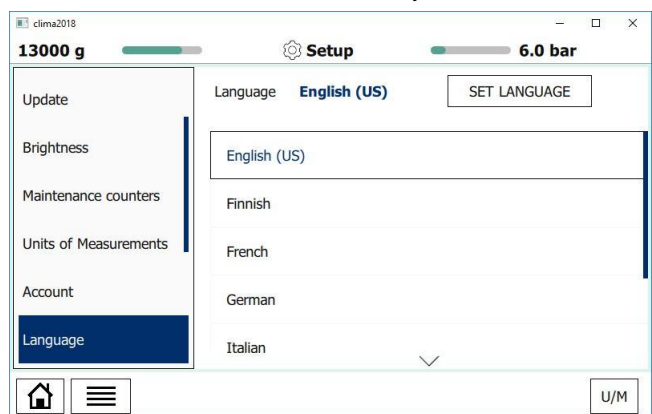 clima2018
13000 g Setup 6.0 bar
Update
Brightness
Maintenance counters
Units of Measurements
Account
Language
Language English (US) SET LANGUAGE
English (US)
Finnish
French
German
Italian
U/M